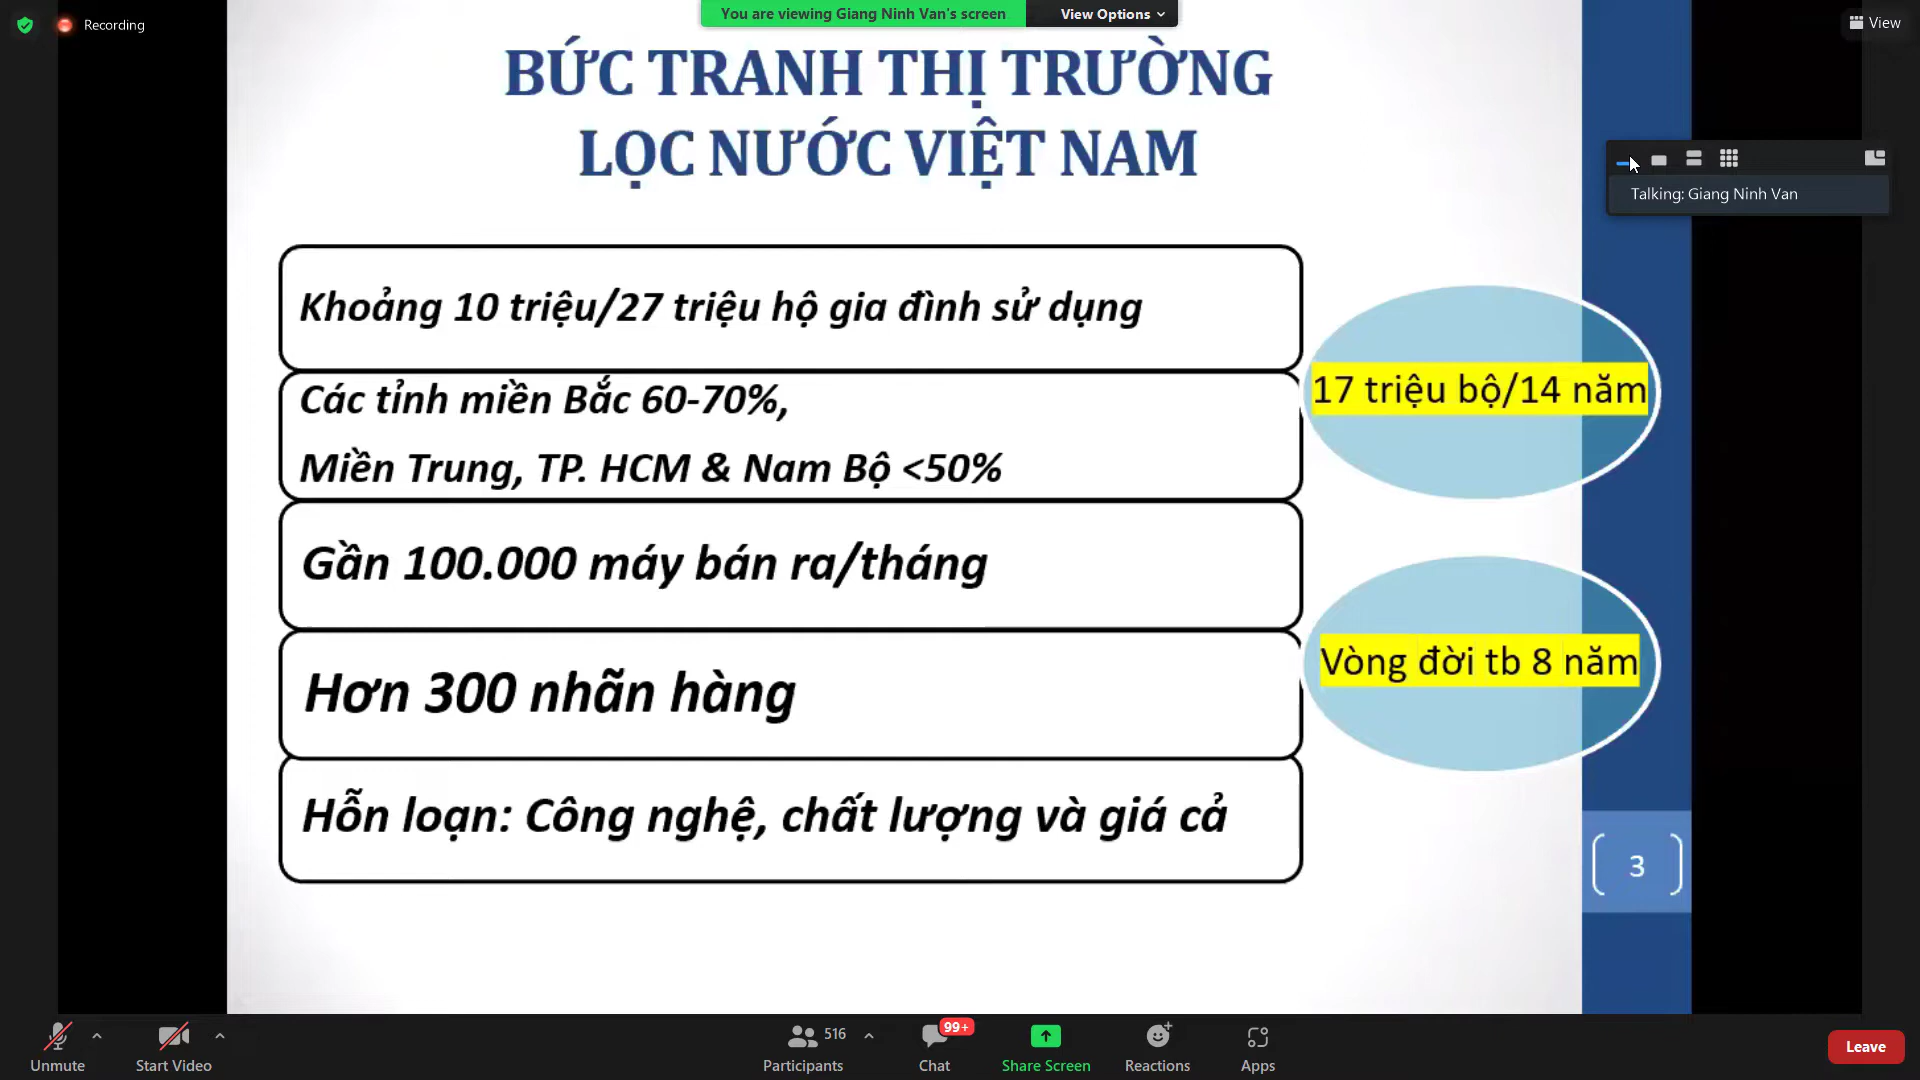 Recording
You are viewing Giang Ninh Van's screen
View Options
View
BỨC TRANH THỊ TRƯỜNG
LỌC NƯỚC VIỆT NAM
Talking: Giang Ninh Van
Khoảng 10 triệu/27 triệu hộ gia đình sử dụng
Các tỉnh miền Bắc 60-70%,
Miền Trung, TP. HCM & Nam Bộ <50%
17 triệu bộ/14 năm
Gần 100.000 máy bán ra/tháng
Hơn 300 nhãn hàng
Vòng đời tb 8 năm
Hỗn loạn: Công nghệ, chất lượng và giá cả
3
Unmute
Start Video
516
Participants
99+
Chat
Share Screen
Reactions
Apps
Leave